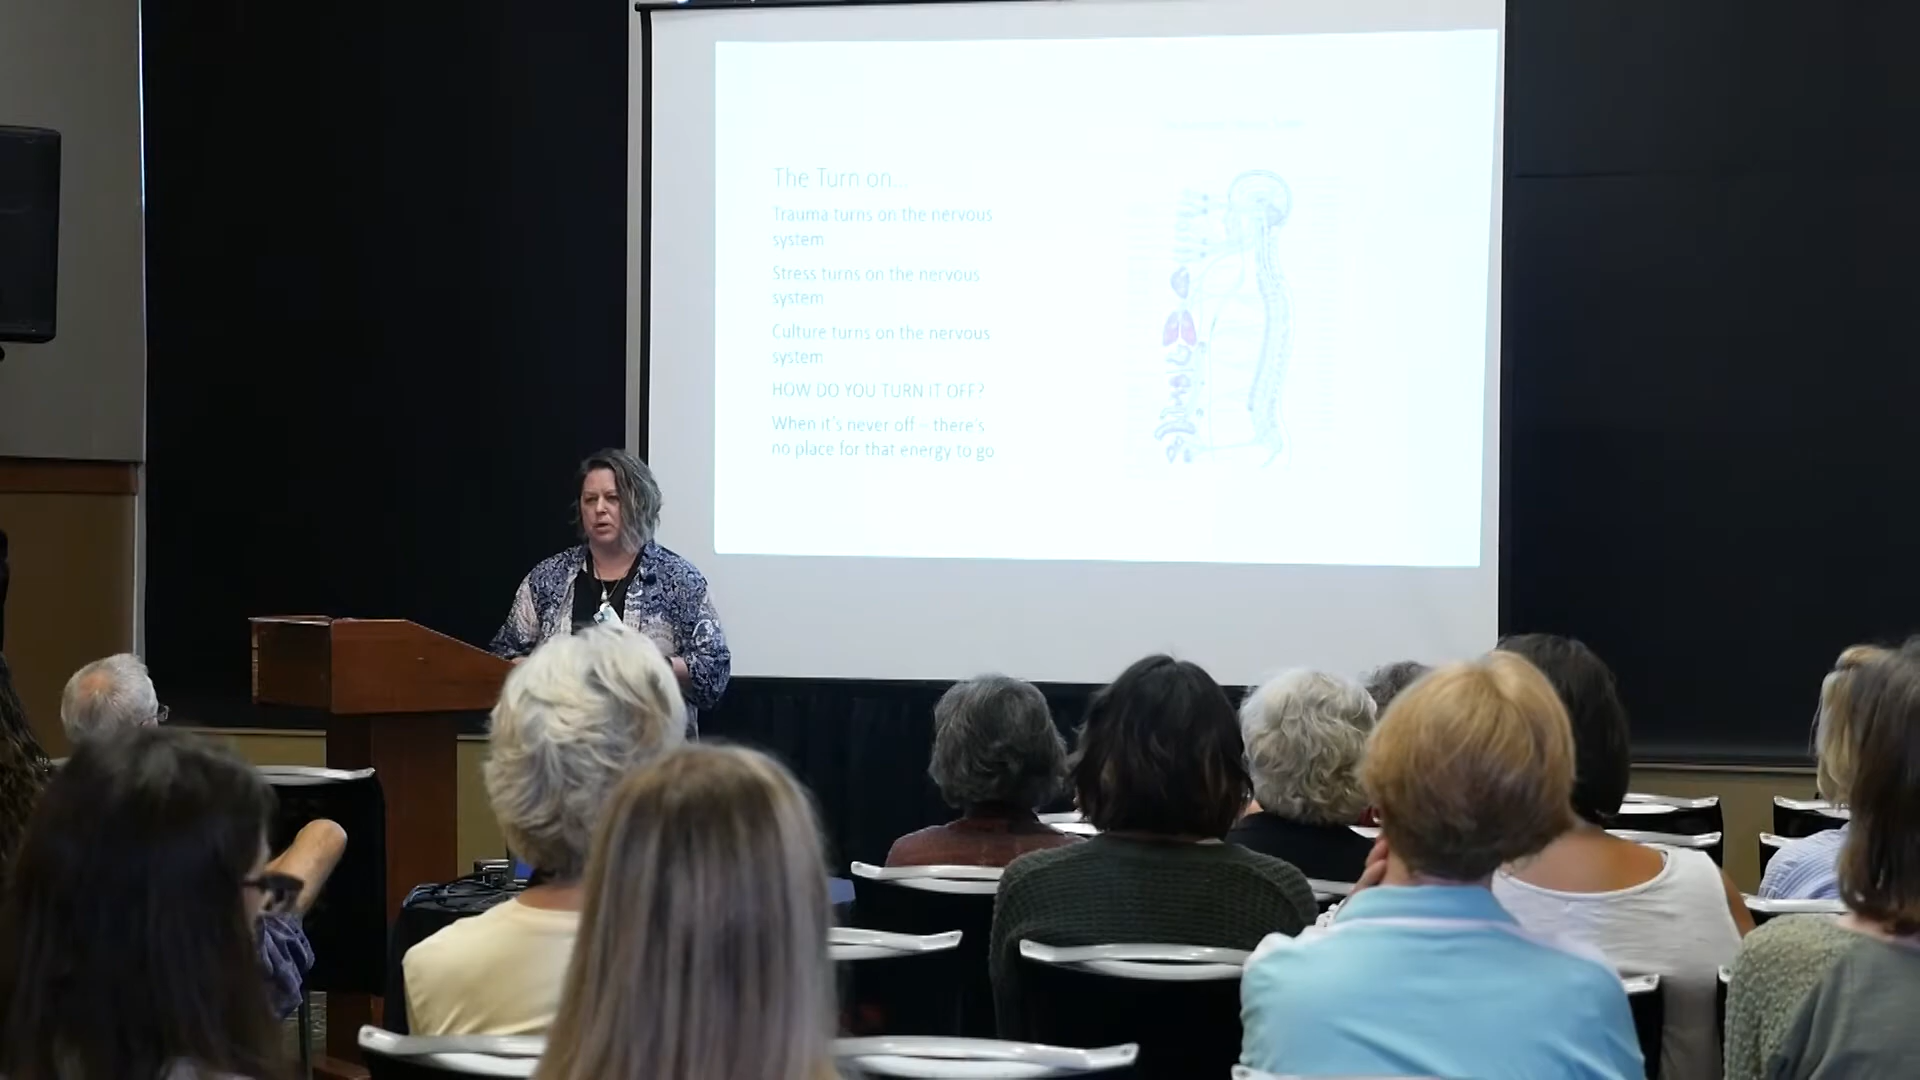 The Turn on...
Trauma turns on the nervous
system
Stress turns on the nervous
system
Culture turns on the nervous
system
HOW DO YOU TURN IT OFF?
When it's never off – there's
no place for that energy to go